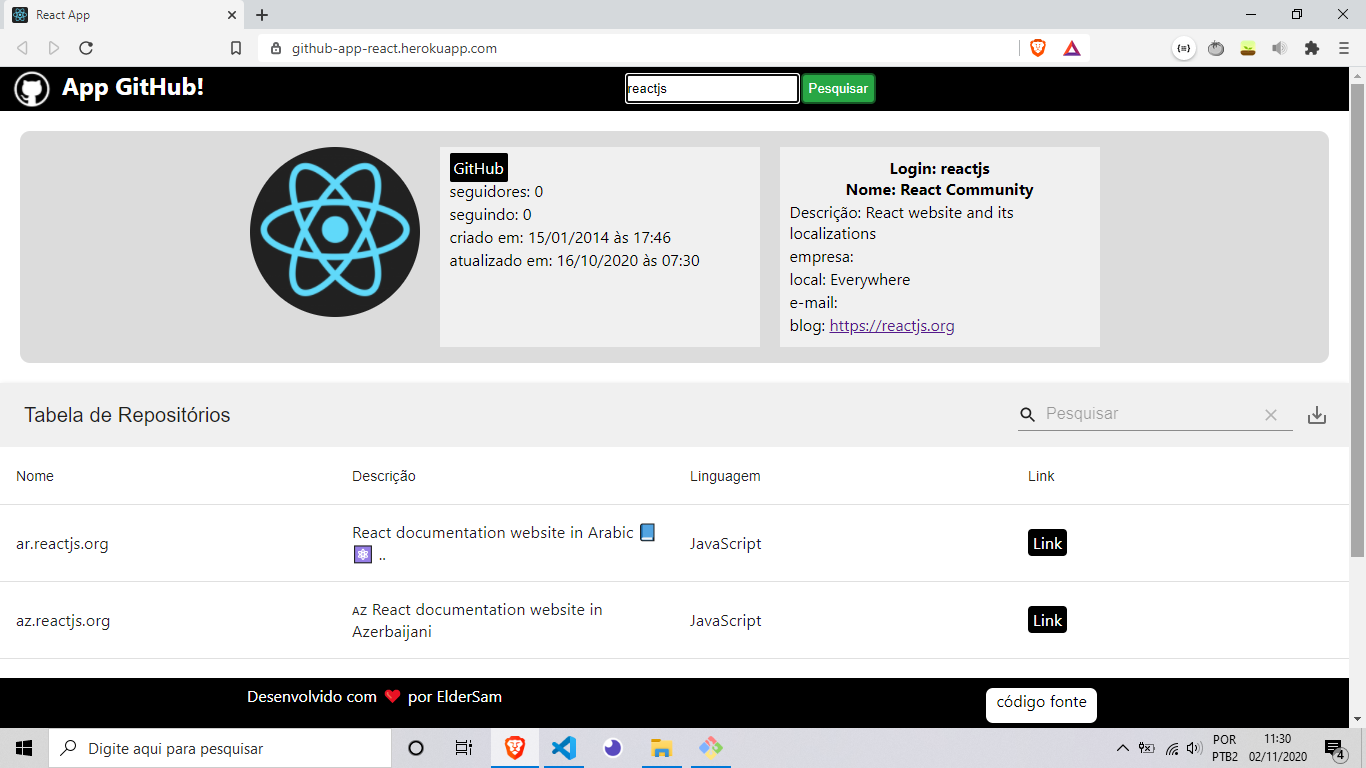 React App
github-app-react.herokuapp.com
App GitHub!
reactjs
Pesquisar
GitHub
seguidores: 0
seguindo: 0
criado em: 15/01/2014 às 17:46
atualizado em: 16/10/2020 às 07:30
Login: reactjs
Nome: React Community
Descrição: React website and its
localizations
empresa:
local: Everywhere
e-mail:
blog: https://reactjs.org
Tabela de Repositórios
Pesquisar
Nome
Descrição
Linguagem
Link
ar.reactjs.org
React documentation website in Arabic 📘
⚛️ ..
JavaScript
Link
az.reactjs.org
🇦🇿 React documentation website in
Azerbaijani
JavaScript
Link
Desenvolvido com ❤️ por ElderSam
código fonte
Digite aqui para pesquisar
POR
PTB2
11:30
02/11/2020
4